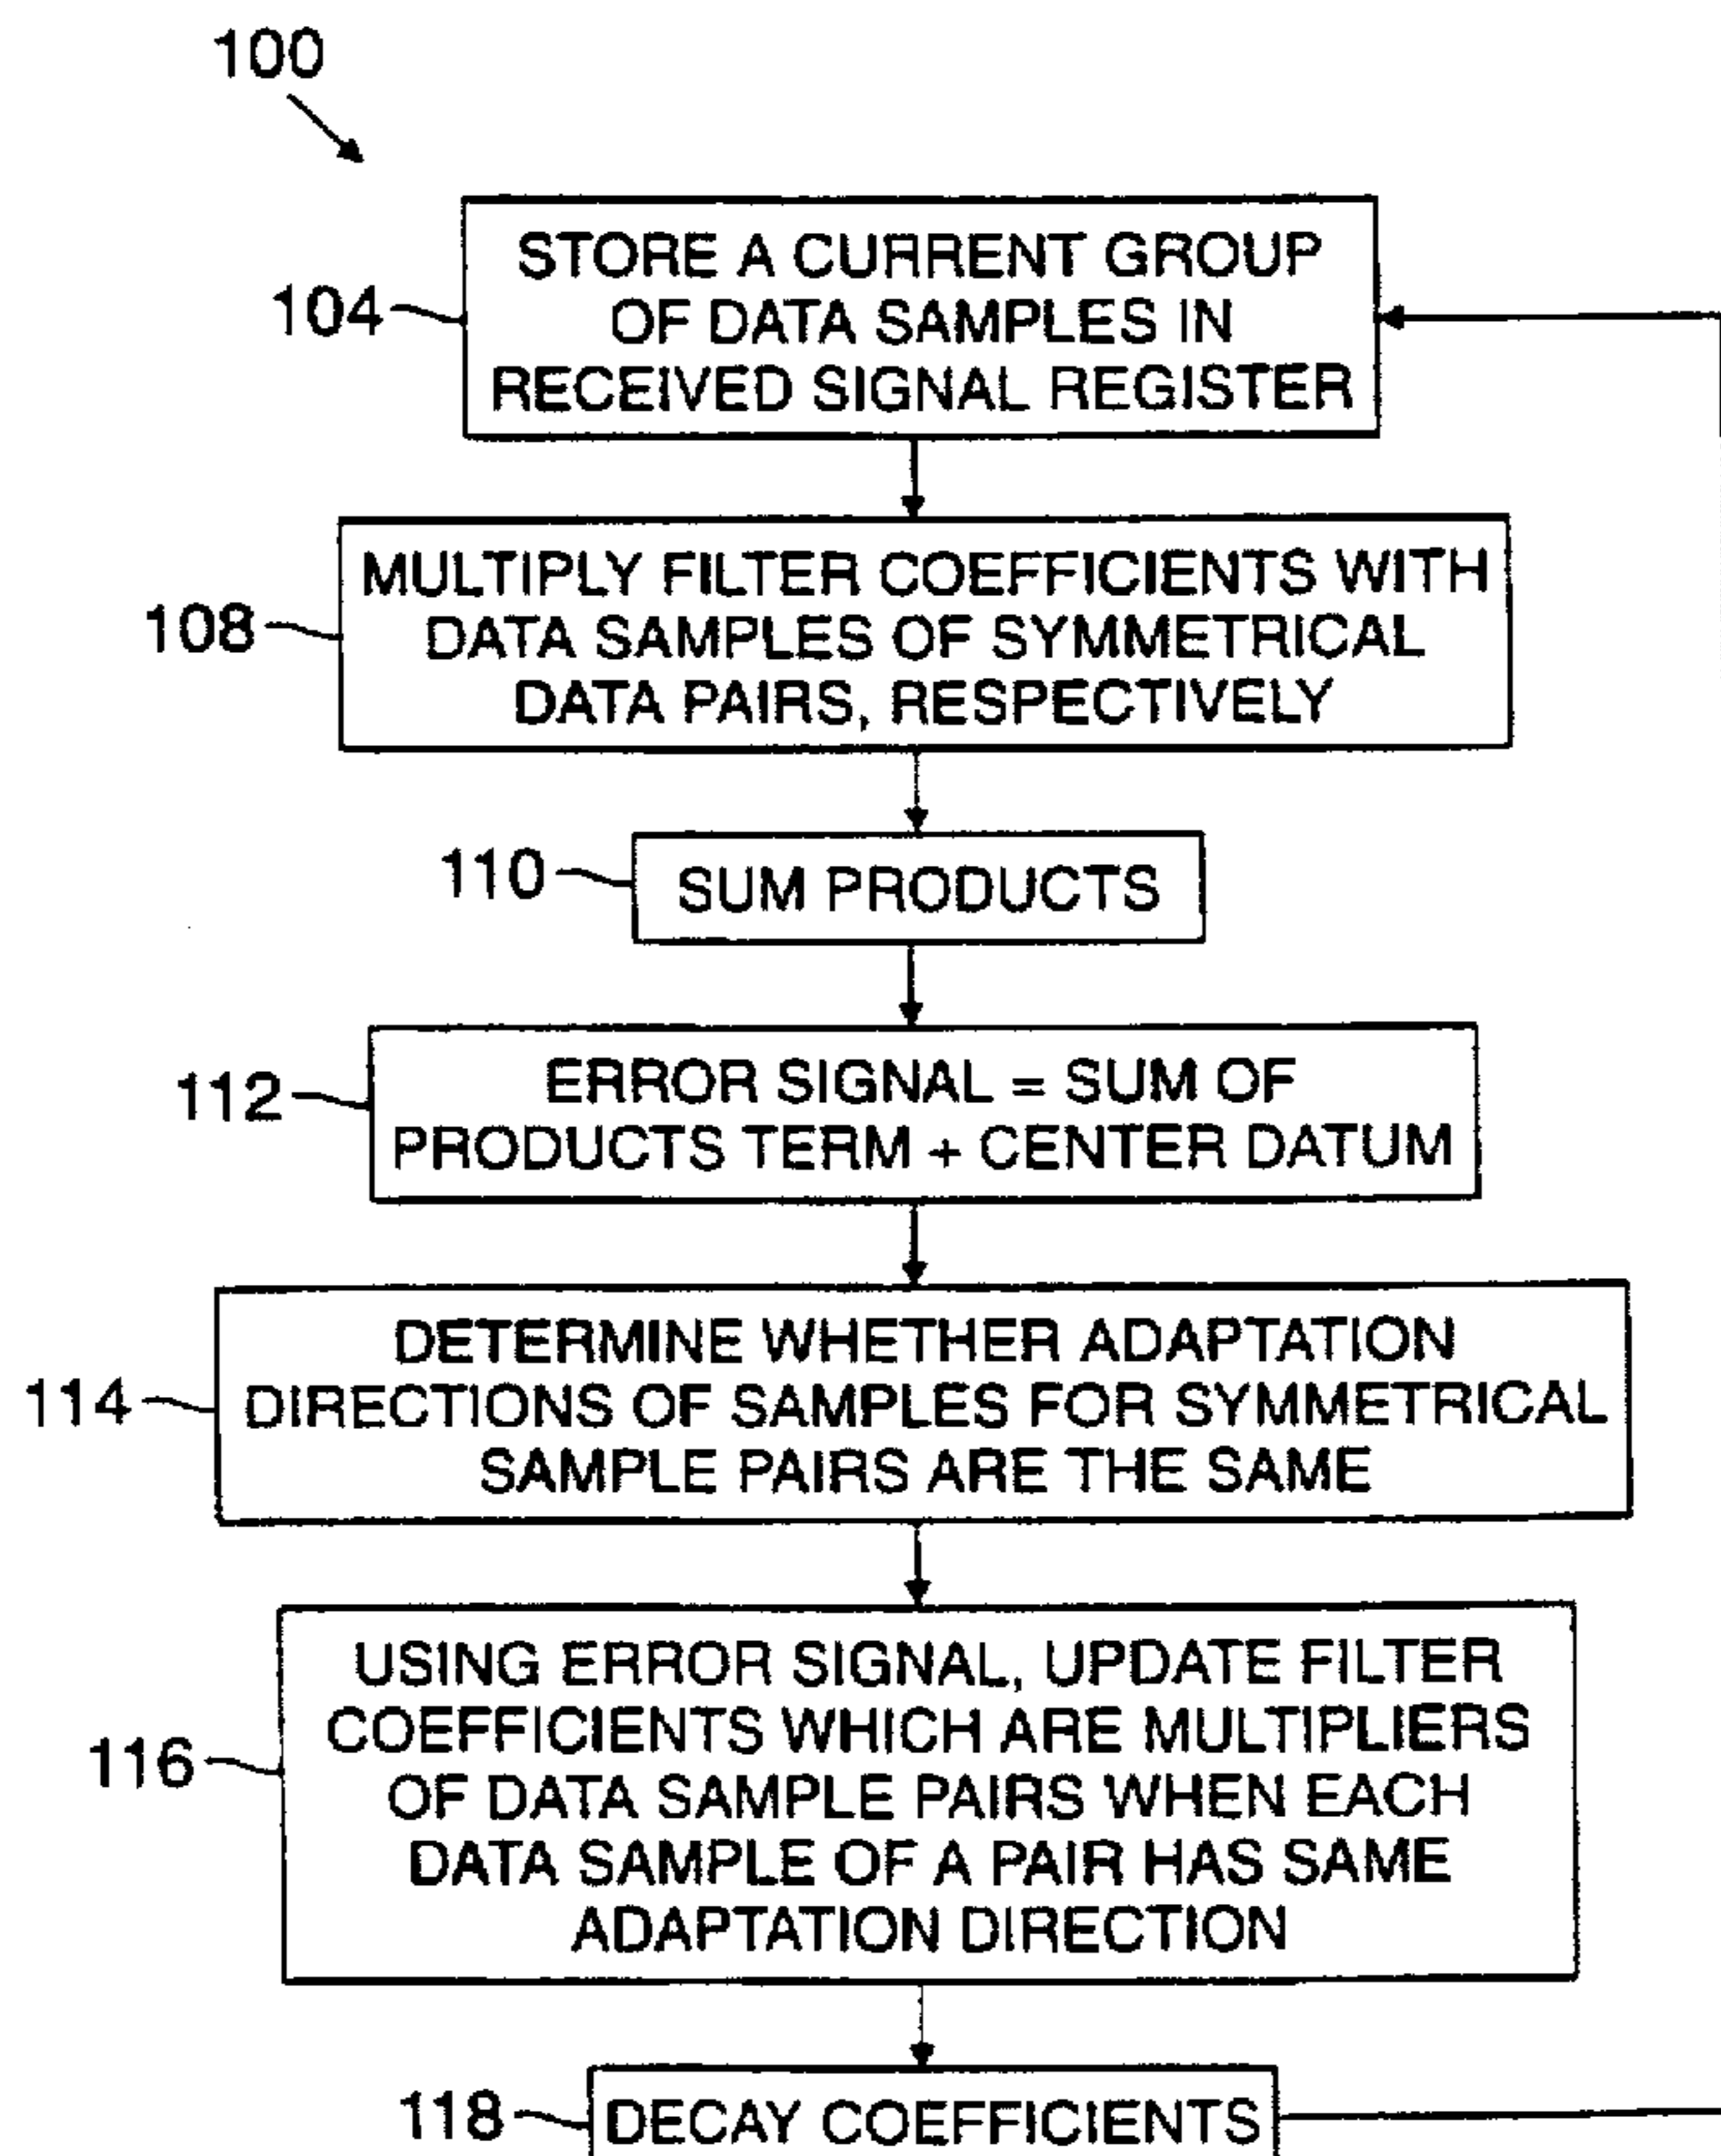 100
104
STORE A CURRENT GROUP
OF DATA SAMPLES IN
RECEIVED SIGNAL REGISTER
108
MULTIPLY FILTER COEFFICIENTS WITH
DATA SAMPLES OF SYMMETRICAL
DATA PAIRS, RESPECTIVELY
110
SUM PRODUCTS
112
ERROR SIGNAL = SUM OF
PRODUCTS TERM + CENTER DATUM
114
DETERMINE WHETHER ADAPTATION
DIRECTIONS OF SAMPLES FOR SYMMETRICAL
SAMPLE PAIRS ARE THE SAME
116
USING ERROR SIGNAL, UPDATE FILTER
COEFFICIENTS WHICH ARE MULTIPLIERS
OF DATA SAMPLE PAIRS WHEN EACH
DATA SAMPLE OF A PAIR HAS SAME
ADAPTATION DIRECTION
118
DECAY COEFFICIENTS